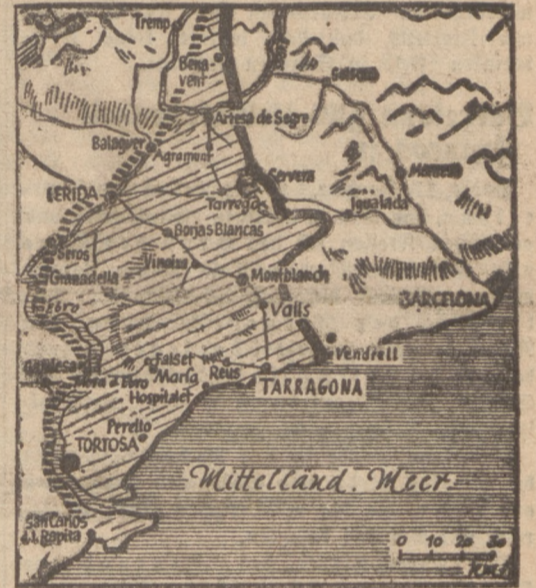 Tremp
Bena-
vent
Artesa de Segre
Balaguer
Agramunt
Cervera
LERIDA
Tarrega
Igualada
Borjas Blancas
Seros
Vinaixa
Granadella
Montblanch
BARCELONA
Ebro
Valls
Vendrell
Falset
Mora d. Ebro
Maria
Reus
Hospitalet
TARRAGONA
Perello
TORTOSA
Mittelländ. Meer
San Carlos
d.l. Rapita
0 10 20 30
Km.